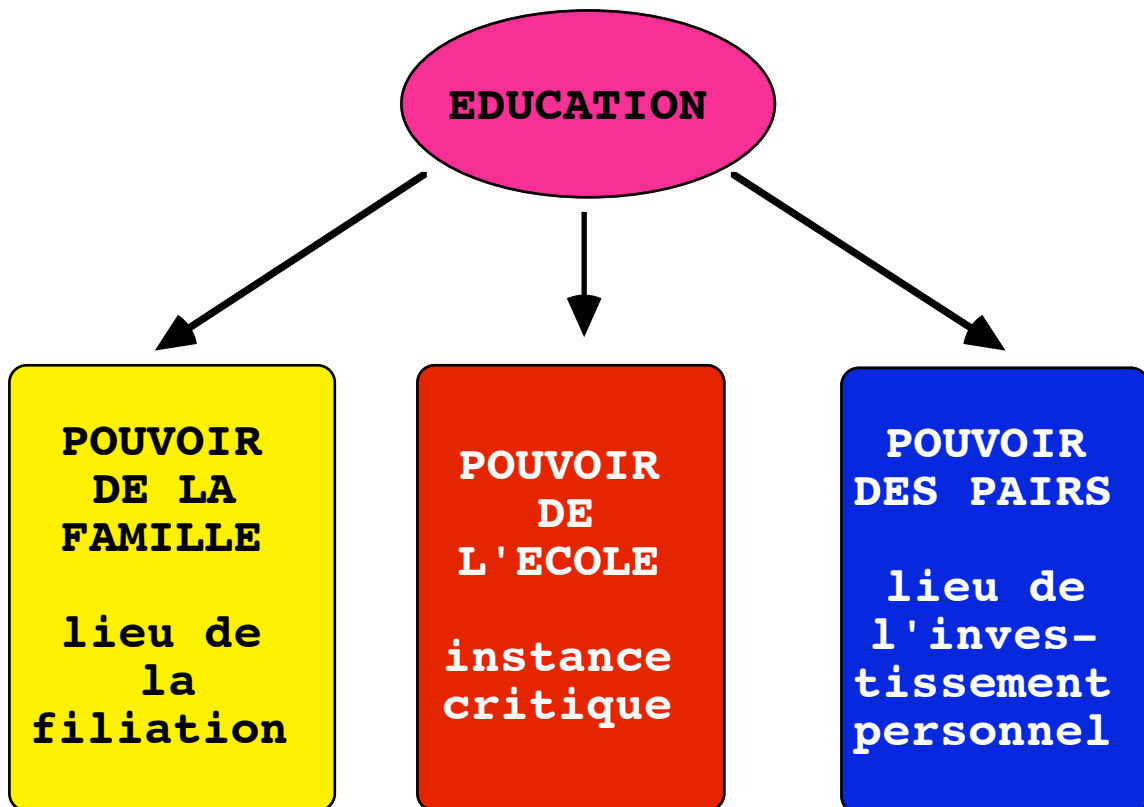 EDUCATION
POUVOIR
DE LA
FAMILLE
lieu de
la
filiation
POUVOIR
DE
L'ECOLE
instance
critique
POUVOIR
DES PAIRS
lieu de
l'inves-
tissement
personnel